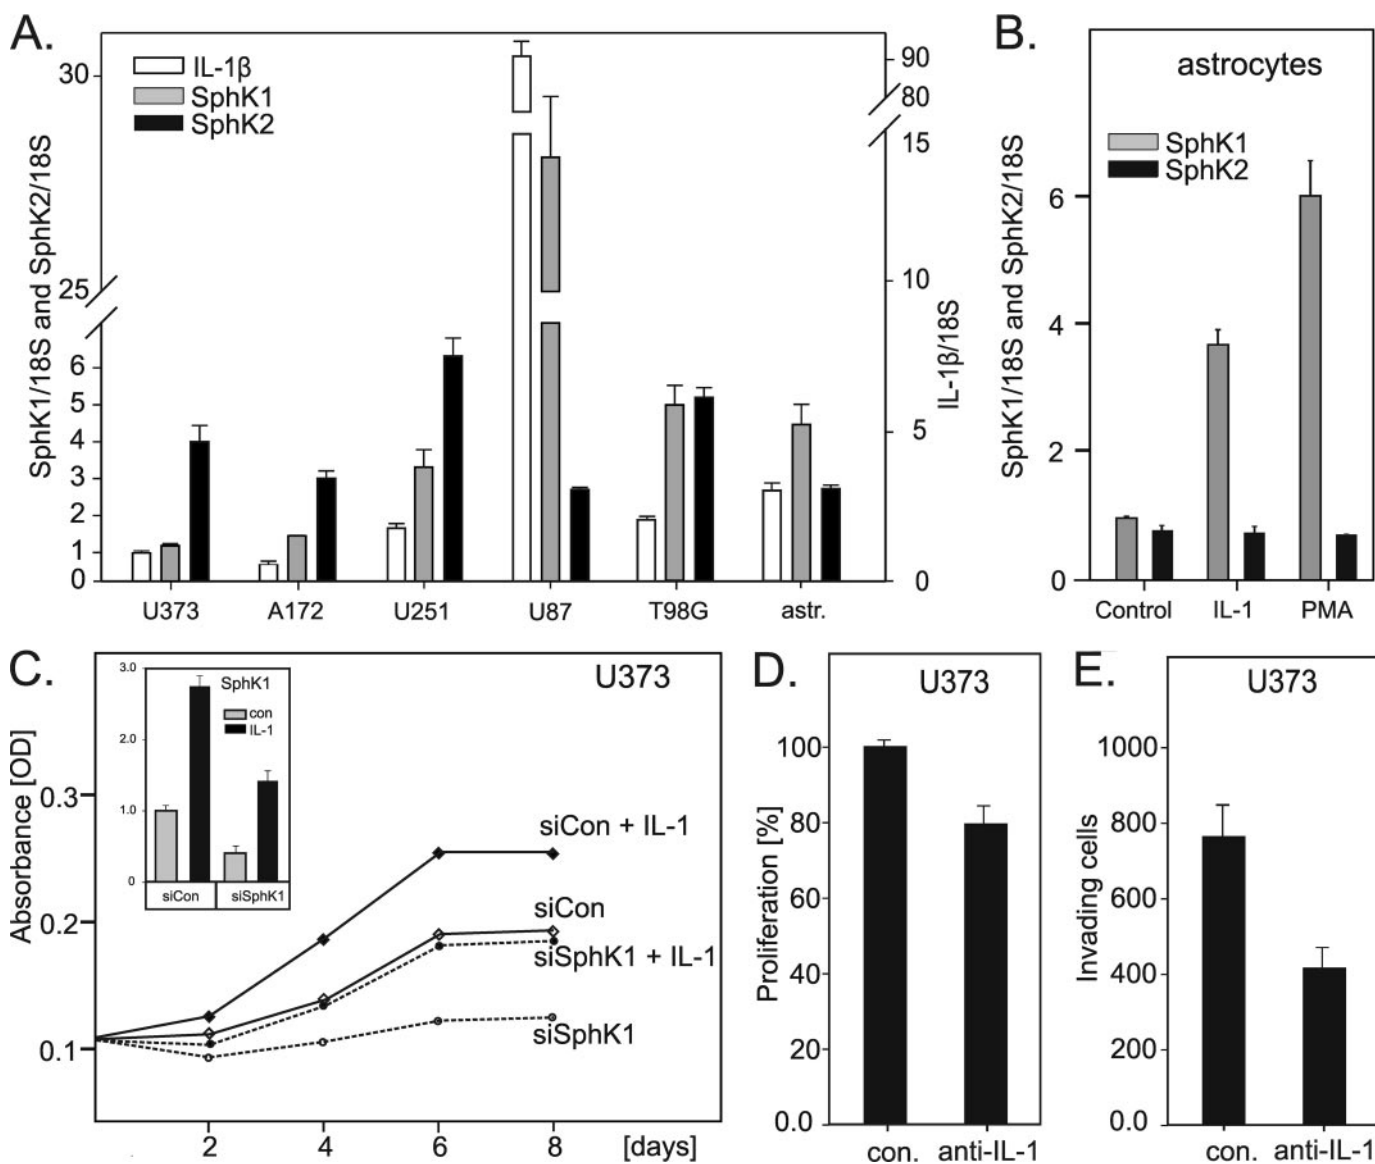 A.
IL-1β
SphK1
SphK2
SphK1/18S and SphK2/18S
30
25
6
5
4
3
2
1
0
90
80
15
10
5
0
IL-1β/18S
U373
A172
U251
U87
T98G
astr.
B.
astrocytes
SphK1
SphK2
SphK1/18S and SphK2/18S
6
4
2
0
Control
IL-1
PMA
C.
U373
Absorbance [OD]
0.3
0.2
0.1
3.0
2.0
1.0
0
SphK1
con
IL-1
siCon
siSphK1
siCon + IL-1
siCon
siSphK1 + IL-1
siSphK1
2
4
6
8
[days]
D.
U373
Proliferation [%]
100
80
60
40
20
0.0
con.
anti-IL-1
E.
U373
Invading cells
1000
800
600
400
200
0.0
con.
anti-IL-1